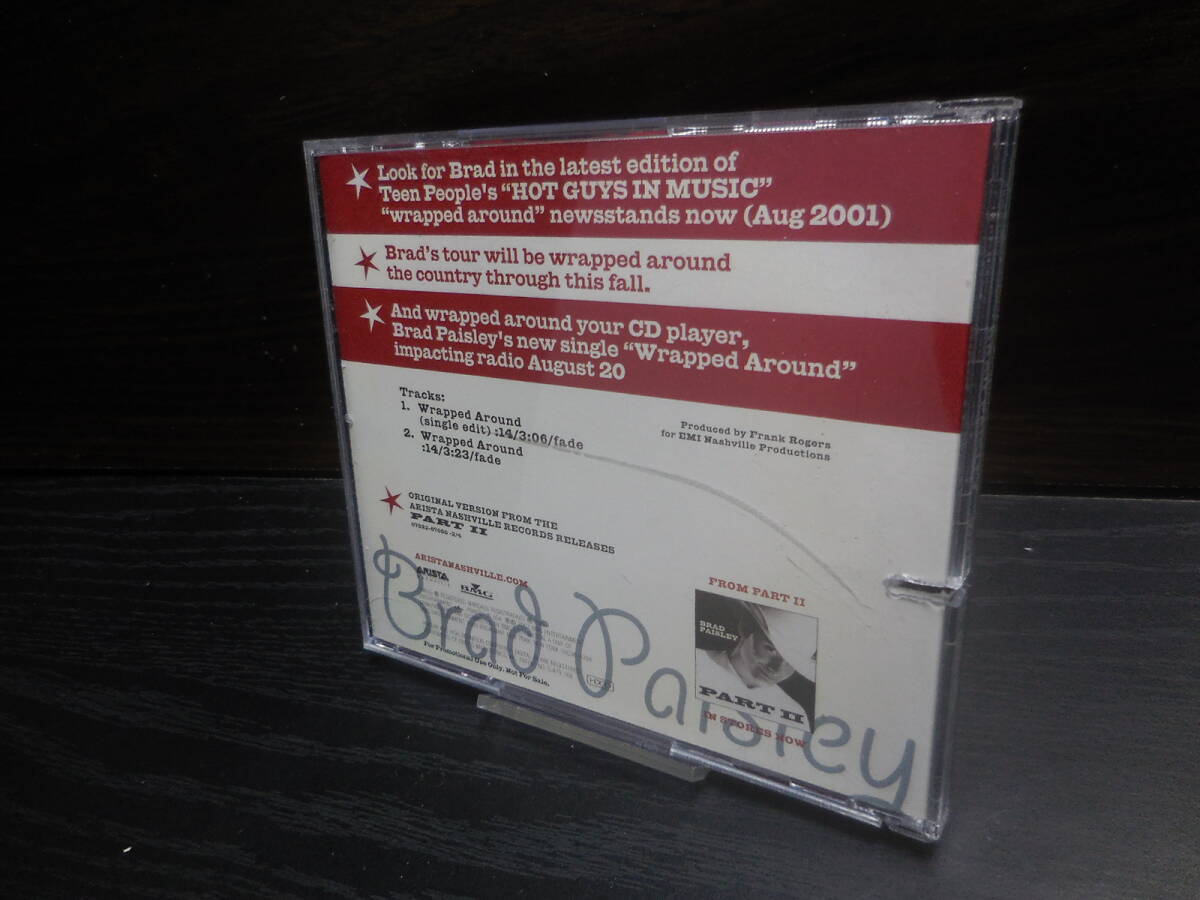 Look for Brad in the latest edition of
Teen People's "HOT GUYS IN MUSIC"
"wrapped around" newsstands now (Aug 2001)
Brad's tour will be wrapped around
the country through this fall.
And wrapped around your CD player,
Brad Paisley's new single "Wrapped Around"
impacting radio August 20
Tracks:
1. Wrapped Around
(single edit) :14/3:06/fade
2. Wrapped Around
:14/3:23/fade
Produced by Frank Rogers
for EMI Nashville Productions
ORIGINAL VERSION FROM THE
ARISTA NASHVILLE RECORDS RELEASES
PART II
ARISTANASHVILLE.COM
ARISTA
BMG
For Promotional Use Only. Not For Sale.
Brad Paisley
FROM PART II
BRAD
PAISLEY
PART II
IN STORES NOW